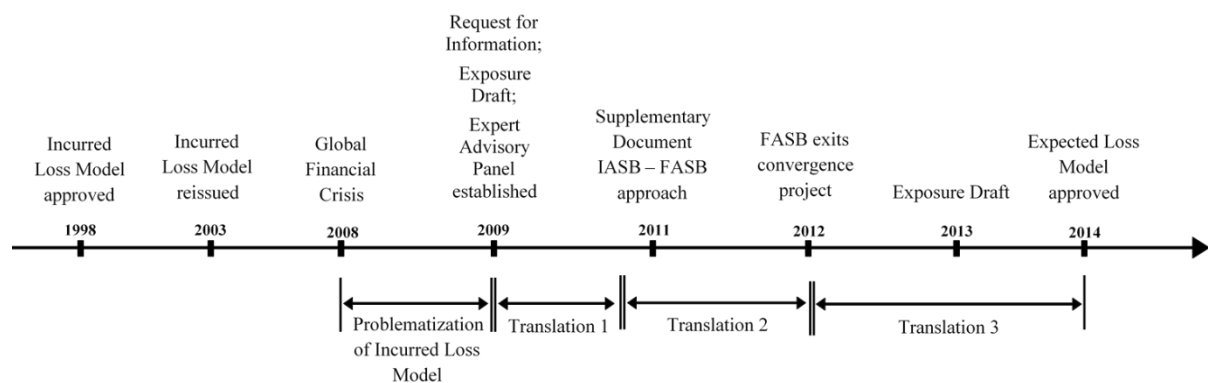 Incurred
Loss Model
approved
Incurred
Loss Model
reissued
Global
Financial
Crisis
Request for
Information;
Exposure
Draft;
Expert
Advisory
Panel
established
Supplementary
Document
IASB – FASB
approach
FASB exits
convergence
project
Exposure Draft
Expected Loss
Model
approved
1998
2003
2008
2009
2011
2012
2013
2014
Problematization
of Incurred Loss
Model
Translation 1
Translation 2
Translation 3